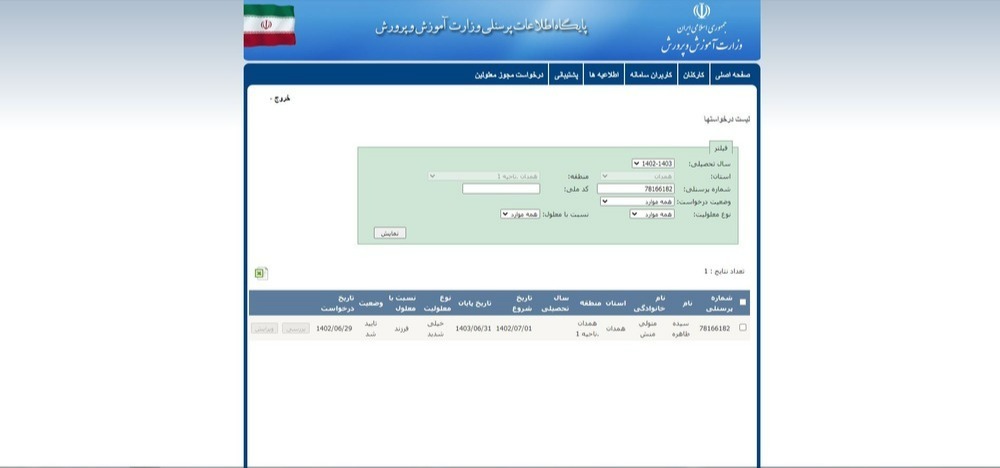 جمهوری اسلامی ایران
وزارت آموزش و پرورش
پایگاه اطلاعات پرسنلی وزارت آموزش و پرورش
صفحه اصلی کارکنان کاربران سامانه اطلاعیه ها پشتیبانی درخواست مجوز معلولین
خروج -
لیست درخواستها
فیلتر
سال تحصیلی: 1402-1403
استان: همدان منطقه: همدان ،ناحیه 1
شماره پرسنلی: 78166182 کد ملی:
وضعیت درخواست: همه موارد
نوع معلولیت: همه موارد نسبت با معلول: همه موارد
نمایش
تعداد نتایج : 1
شماره پرسنلی نام نام خانوادگی استان منطقه سال تحصیلی تاریخ شروع تاریخ پایان نوع معلولیت نسبت با معلول وضعیت تاریخ درخواست
78166182 سیده طاهره متولی منش همدان همدان ،ناحیه 1 1402/07/01 1403/06/31 خیلی شدید فرزند تایید شد 1402/06/29 بررسی ویرایش